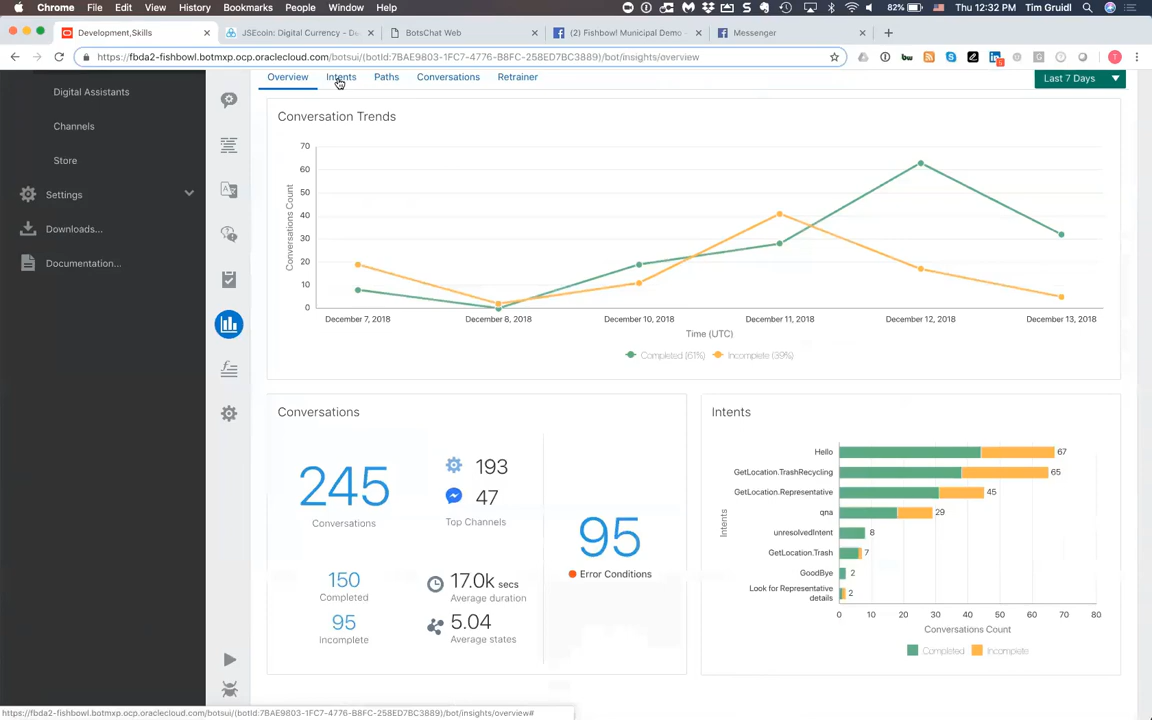 Chrome File Edit View History Bookmarks People Window Help 82% Thu 12:32 PM Tim Gruidl
Development,Skills JSEcoin: Digital Currency - De BotsChat Web (2) Fishbowl Municipal Demo - Messenger
https://fbda2-fishbowl.botmxp.ocp.oraclecloud.com/botsui/(botId:7BAE9803-1FC7-4776-B8FC-258ED7BC3B69)/bot/insights/overview
Overview Intents Paths Conversations Retrainer Last 7 Days
Digital Assistants
Channels
Store
Settings
Downloads...
Documentation...
Conversation Trends
70
60
50
40
30
20
10
0
Conversations Count
December 7, 2018 December 8, 2018 December 10, 2018 December 11, 2018 December 12, 2018 December 13, 2018
Time (UTC)
Completed (61%) Incomplete (39%)
Conversations
245
Conversations
193
47
Top Channels
150
Completed
95
Incomplete
17.0k secs
Average duration
5.04
Average states
95
Error Conditions
Intents
Intents
Hello 67
GetLocation.TrashRecycling 65
GetLocation.Representative 45
qna 29
unresolvedIntent 8
GetLocation.Trash 7
GoodBye 2
Look for Representative
details 2
0 10 20 30 40 50 60 70 80
Conversations Count
Completed Incomplete
https://fbda2-fishbowl.botmxp.ocp.oraclecloud.com/botsui/(botId:7BAE9803-1FC7-4776-B8FC-258ED7BC3B69)/bot/insights/overview#